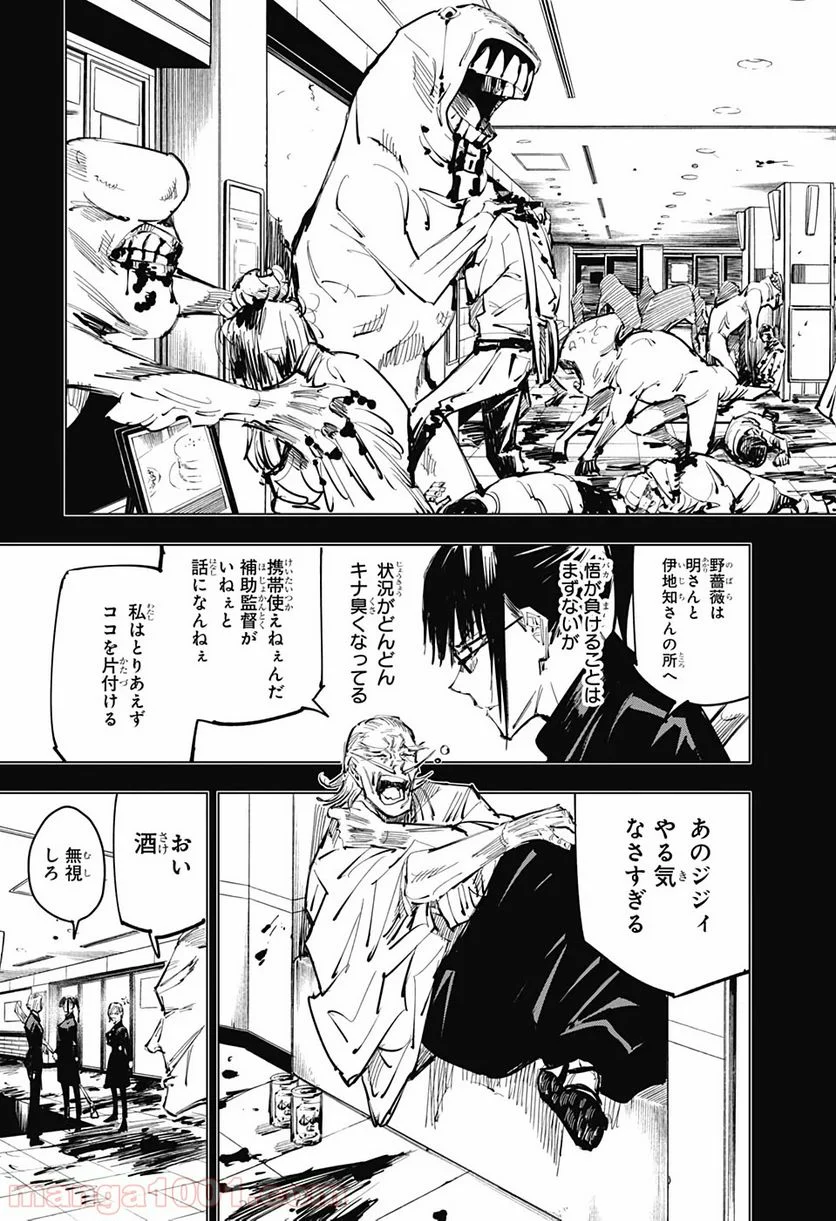 野薔薇は
明さんと
伊地知さんの所へ
悟が負けることは
まずないが
状況がどんどん
キナ臭くなってる
携帯使えねぇんだ
補助監督が
いねぇと
話になんねぇ
私はとりあえず
ココを片付ける
あのジジィ
やる気
なさすぎる
おい
酒
無視
しろ
manga1001.com